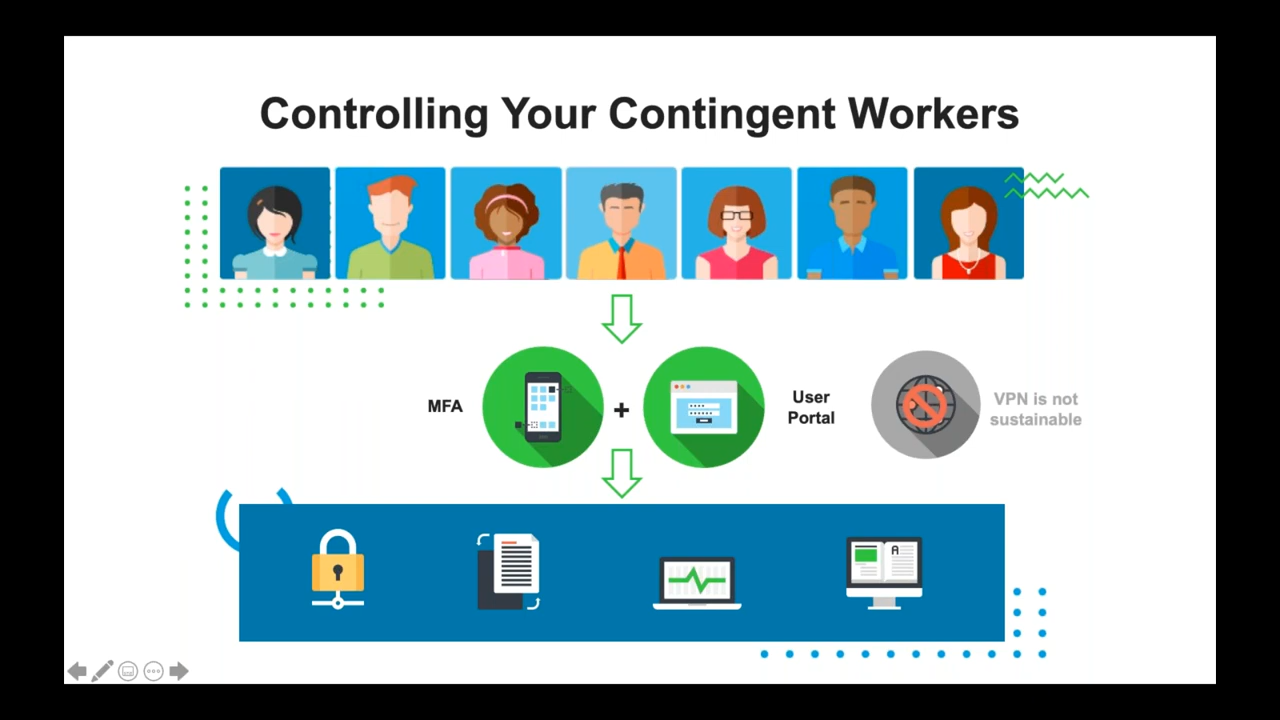 Controlling Your Contingent Workers
MFA
+
User
Portal
VPN is not
sustainable
A